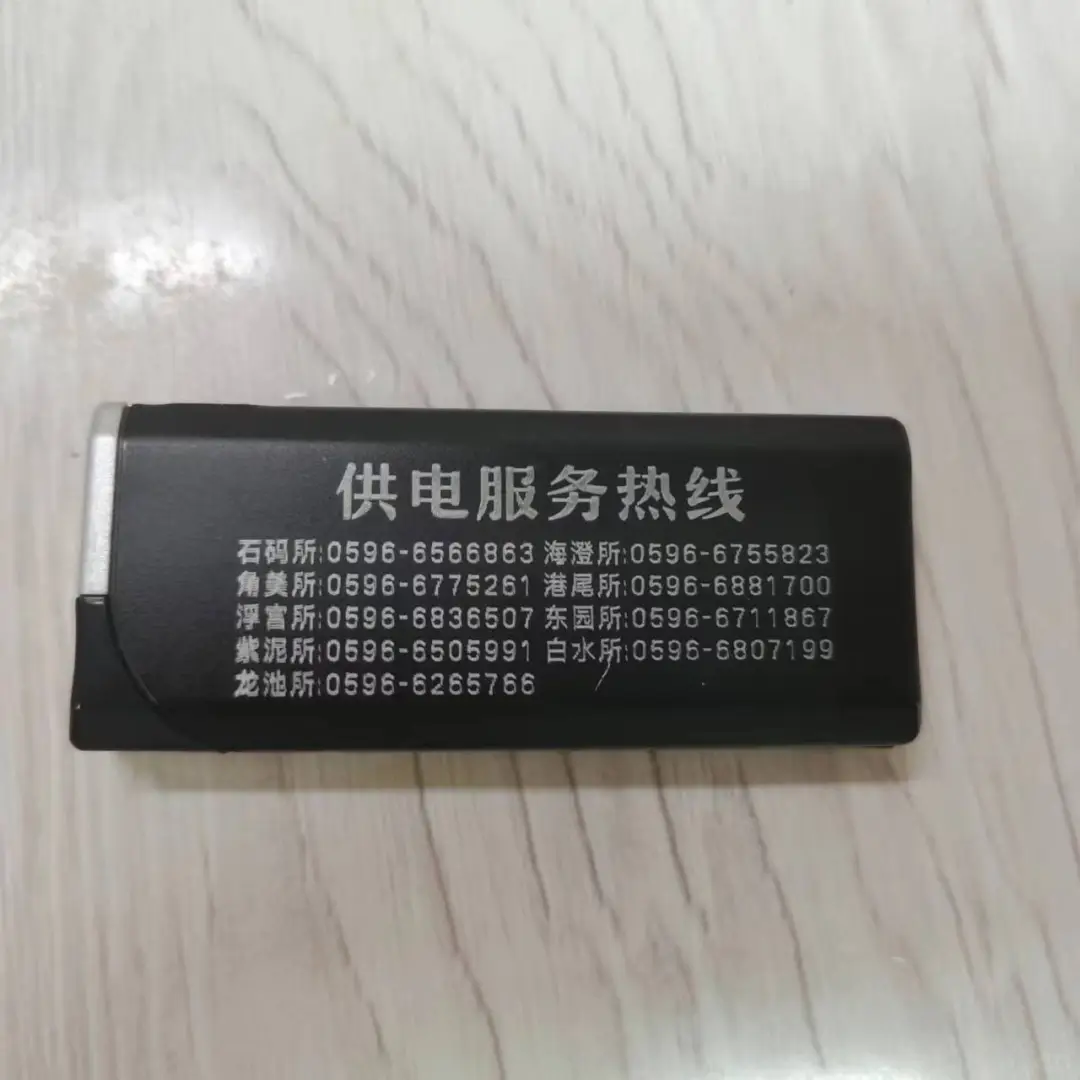 供电服务热线
石码所:0596-6566863 海澄所:0596-6755823
角美所:0596-6775261 港尾所:0596-6881700
浮宫所:0596-6836507 东园所:0596-6711867
紫泥所:0596-6505991 白水所:0596-6807199
龙池所:0596-6265766